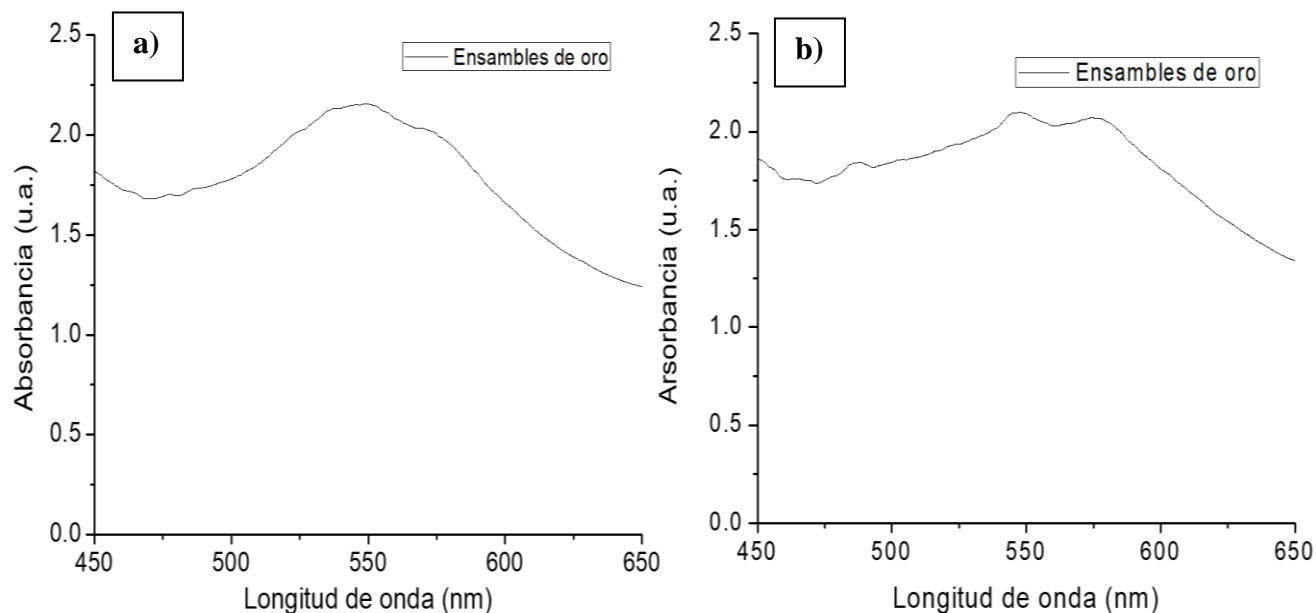 a)
Ensambles de oro
2.5
2.0
1.5
1.0
0.5
0.0
Absorbancia (u.a.)
450 500 550 600 650
Longitud de onda (nm)
b)
Ensambles de oro
2.5
2.0
1.5
1.0
0.5
0.0
Arsorbancia (u.a.)
450 500 550 600 650
Longitud de onda (nm)